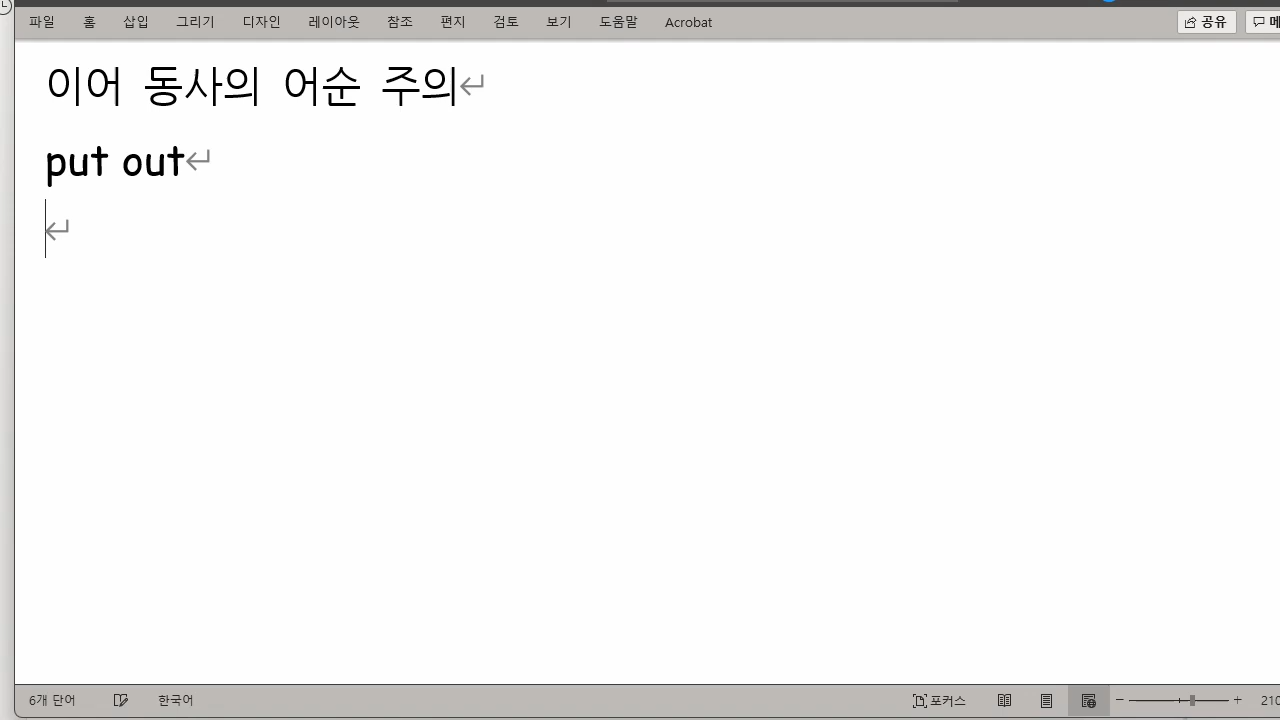 파일 홈 삽입 그리기 디자인 레이아웃 참조 편지 검토 보기 도움말 Acrobat 공유
이어 동사의 어순 주의
put out
6개 단어 한국어 포커스